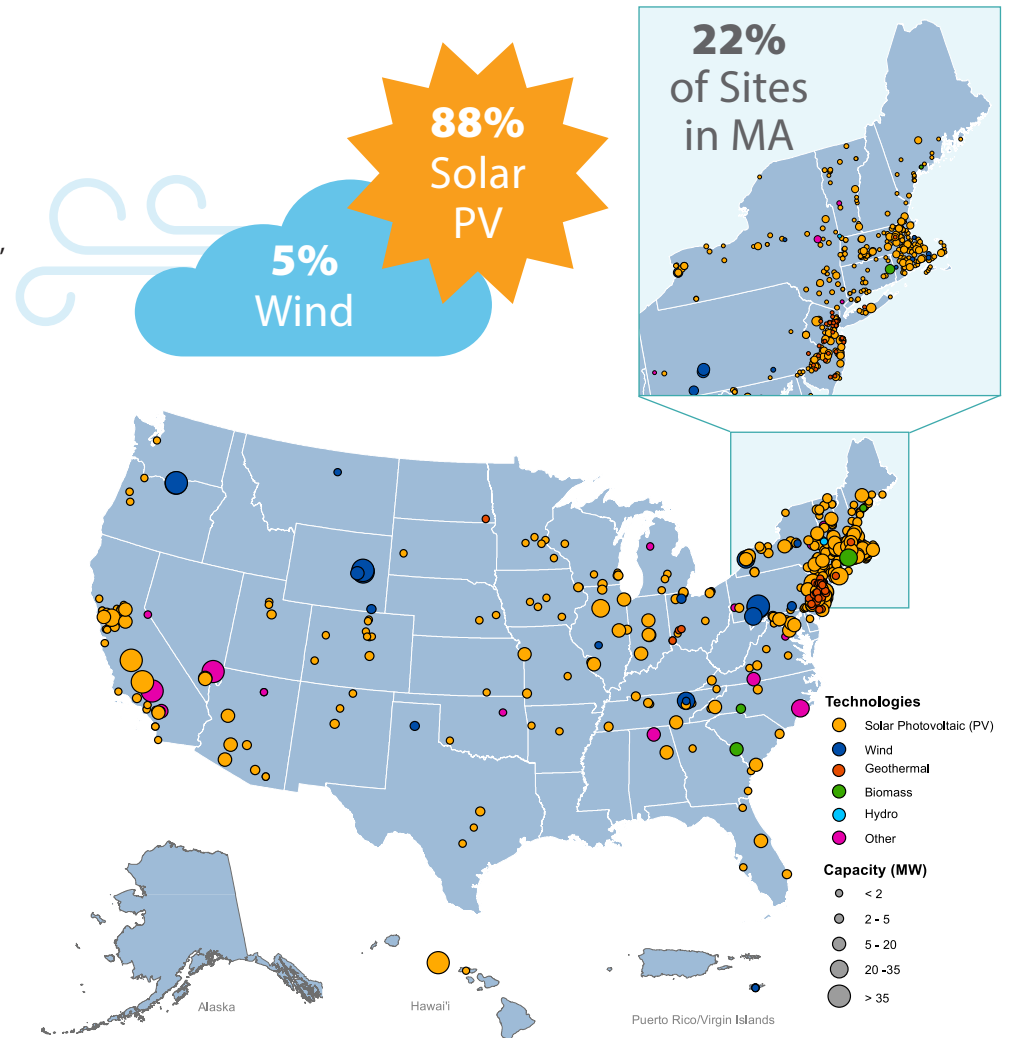 22%
of Sites
in MA
88%
Solar
PV
,
5%
Wind
Technologies
Solar Photovoltaic (PV)
Wind
Geothermal
Biomass
Hydro
Other
Capacity (MW)
< 2
2 - 5
5 - 20
20 -35
> 35
Alaska
Hawai'i
Puerto Rico/Virgin Islands